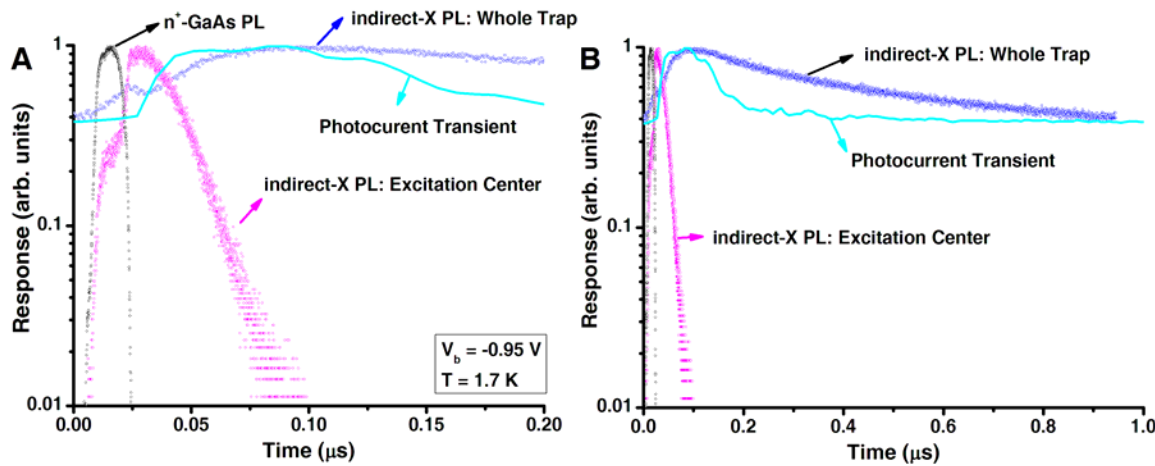 n⁺-GaAs PL
indirect-X PL: Whole Trap
A
1
0.1
0.01
Response (arb. units)
Photocurent Transient
indirect-X PL: Excitation Center
V_b = -0.95 V
T = 1.7 K
0.00 0.05 0.10 0.15 0.20
Time (μs)
B
1
0.1
0.01
Response (arb. units)
indirect-X PL: Whole Trap
Photocurrent Transient
indirect-X PL: Excitation Center
0.0 0.2 0.4 0.6 0.8 1.0
Time (μs)